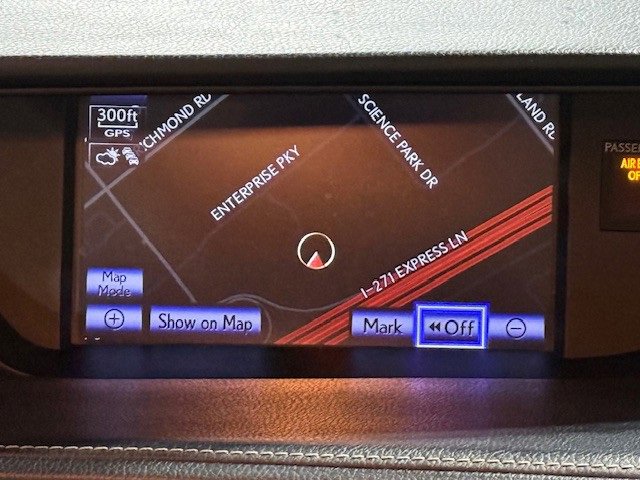 300ft
GPS
CHMOND RD
SCIENCE PARK DR
LAND RD
ENTERPRISE PKY
I-271 EXPRESS LN
Map
Mode
Show on Map
Mark
Off
PASSE
AIR
OF